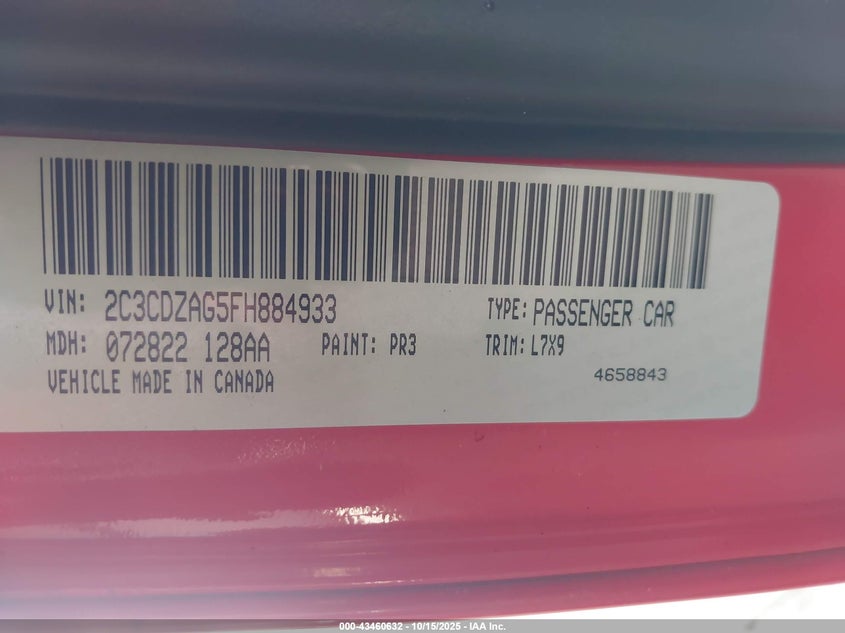 VIN: 2C3CDZAG5FH884933 TYPE: PASSENGER CAR
MDH: 072822 128AA PAINT: PR3 TRIM: L7X9
VEHICLE MADE IN CANADA 4658843
000-43460632 - 10/15/2025 - IAA Inc.